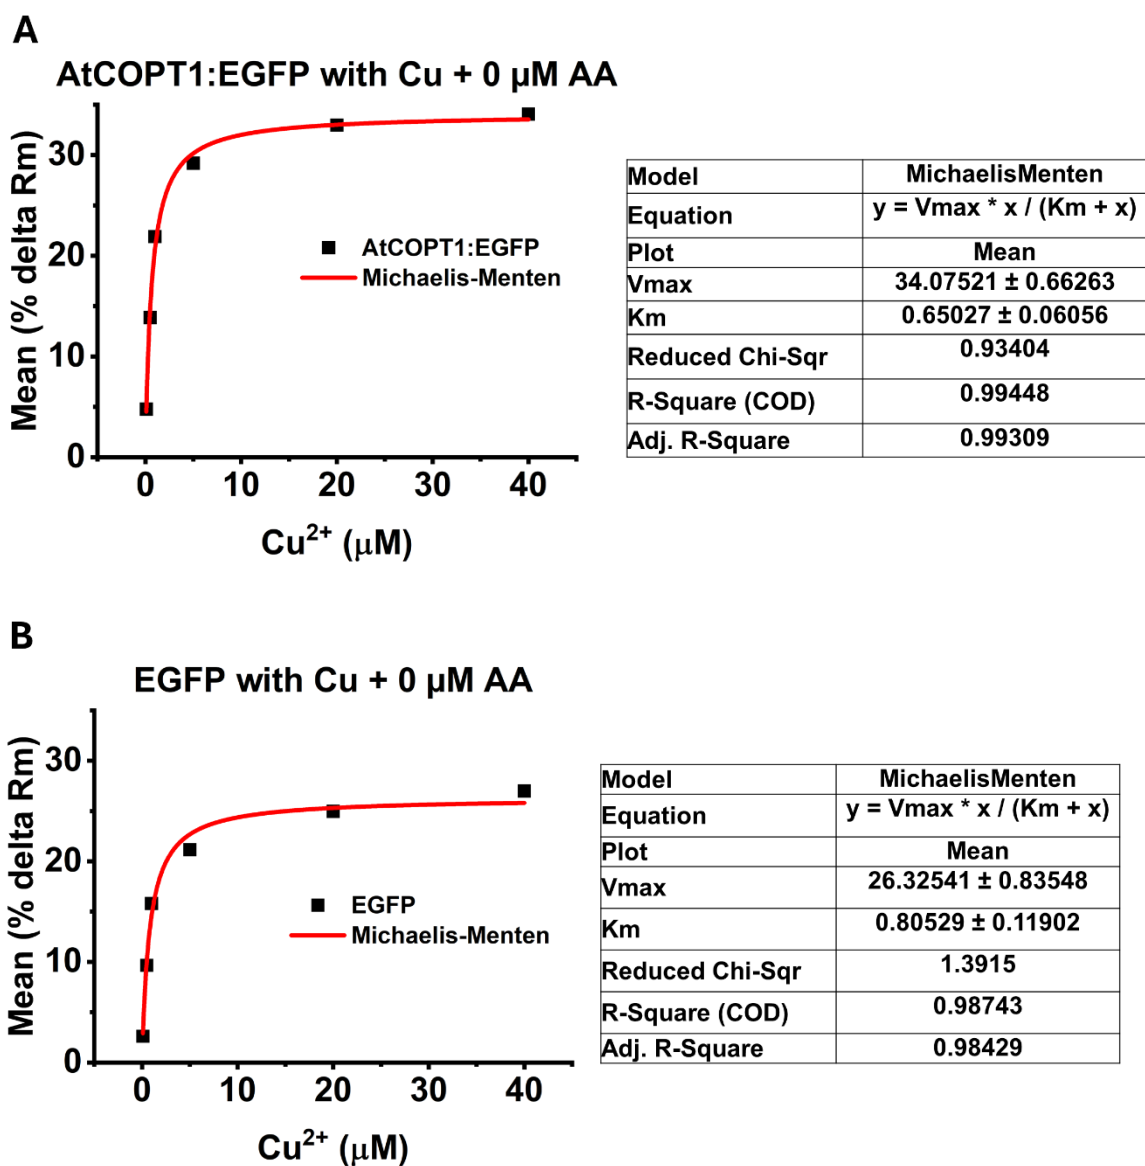 A
AtCOPT1:EGFP with Cu + 0 μM AA
Mean (% delta Rm)
30
20
10
0
AtCOPT1:EGFP
Michaelis-Menten
0 10 20 30 40
Cu²⁺ (μM)
Model MichaelisMenten
Equation y = Vmax * x / (Km + x)
Plot Mean
Vmax 34.07521 ± 0.66263
Km 0.65027 ± 0.06056
Reduced Chi-Sqr 0.93404
R-Square (COD) 0.99448
Adj. R-Square 0.99309
B
EGFP with Cu + 0 μM AA
Mean (% delta Rm)
30
20
10
0
EGFP
Michaelis-Menten
0 10 20 30 40
Cu²⁺ (μM)
Model MichaelisMenten
Equation y = Vmax * x / (Km + x)
Plot Mean
Vmax 26.32541 ± 0.83548
Km 0.80529 ± 0.11902
Reduced Chi-Sqr 1.3915
R-Square (COD) 0.98743
Adj. R-Square 0.98429